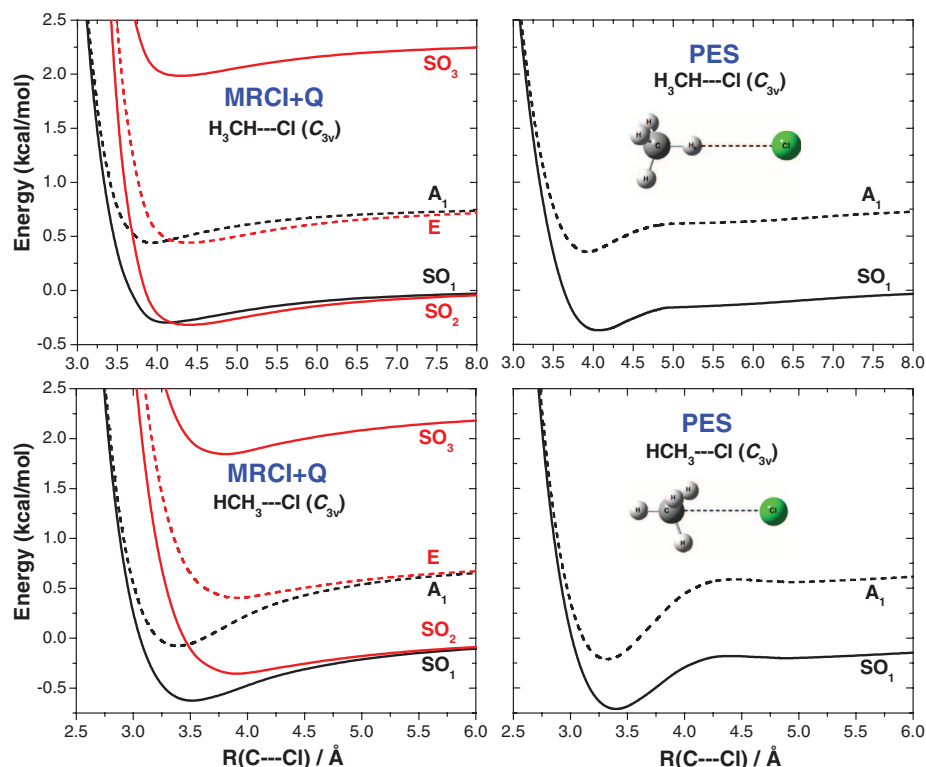 2.5
2.0
1.5
1.0
0.5
0.0
-0.5
3.0 3.5 4.0 4.5 5.0 5.5 6.0 6.5 7.0 7.5 8.0
Energy (kcal/mol)
SO3
MRCI+Q
H3CH---Cl (C3v)
A1
E
SO1
SO2
PES
H3CH---Cl (C3v)
H
H
C
H
H
Cl
A1
SO1
3.0 3.5 4.0 4.5 5.0 5.5 6.0 6.5 7.0 7.5 8.0
2.5
2.0
1.5
1.0
0.5
0.0
-0.5
2.5 3.0 3.5 4.0 4.5 5.0 5.5 6.0
Energy (kcal/mol)
R(C---Cl) / Å
SO3
MRCI+Q
HCH3---Cl (C3v)
E
A1
SO2
SO1
PES
HCH3---Cl (C3v)
H
H
H
C
H
Cl
A1
SO1
2.5 3.0 3.5 4.0 4.5 5.0 5.5 6.0
R(C---Cl) / Å